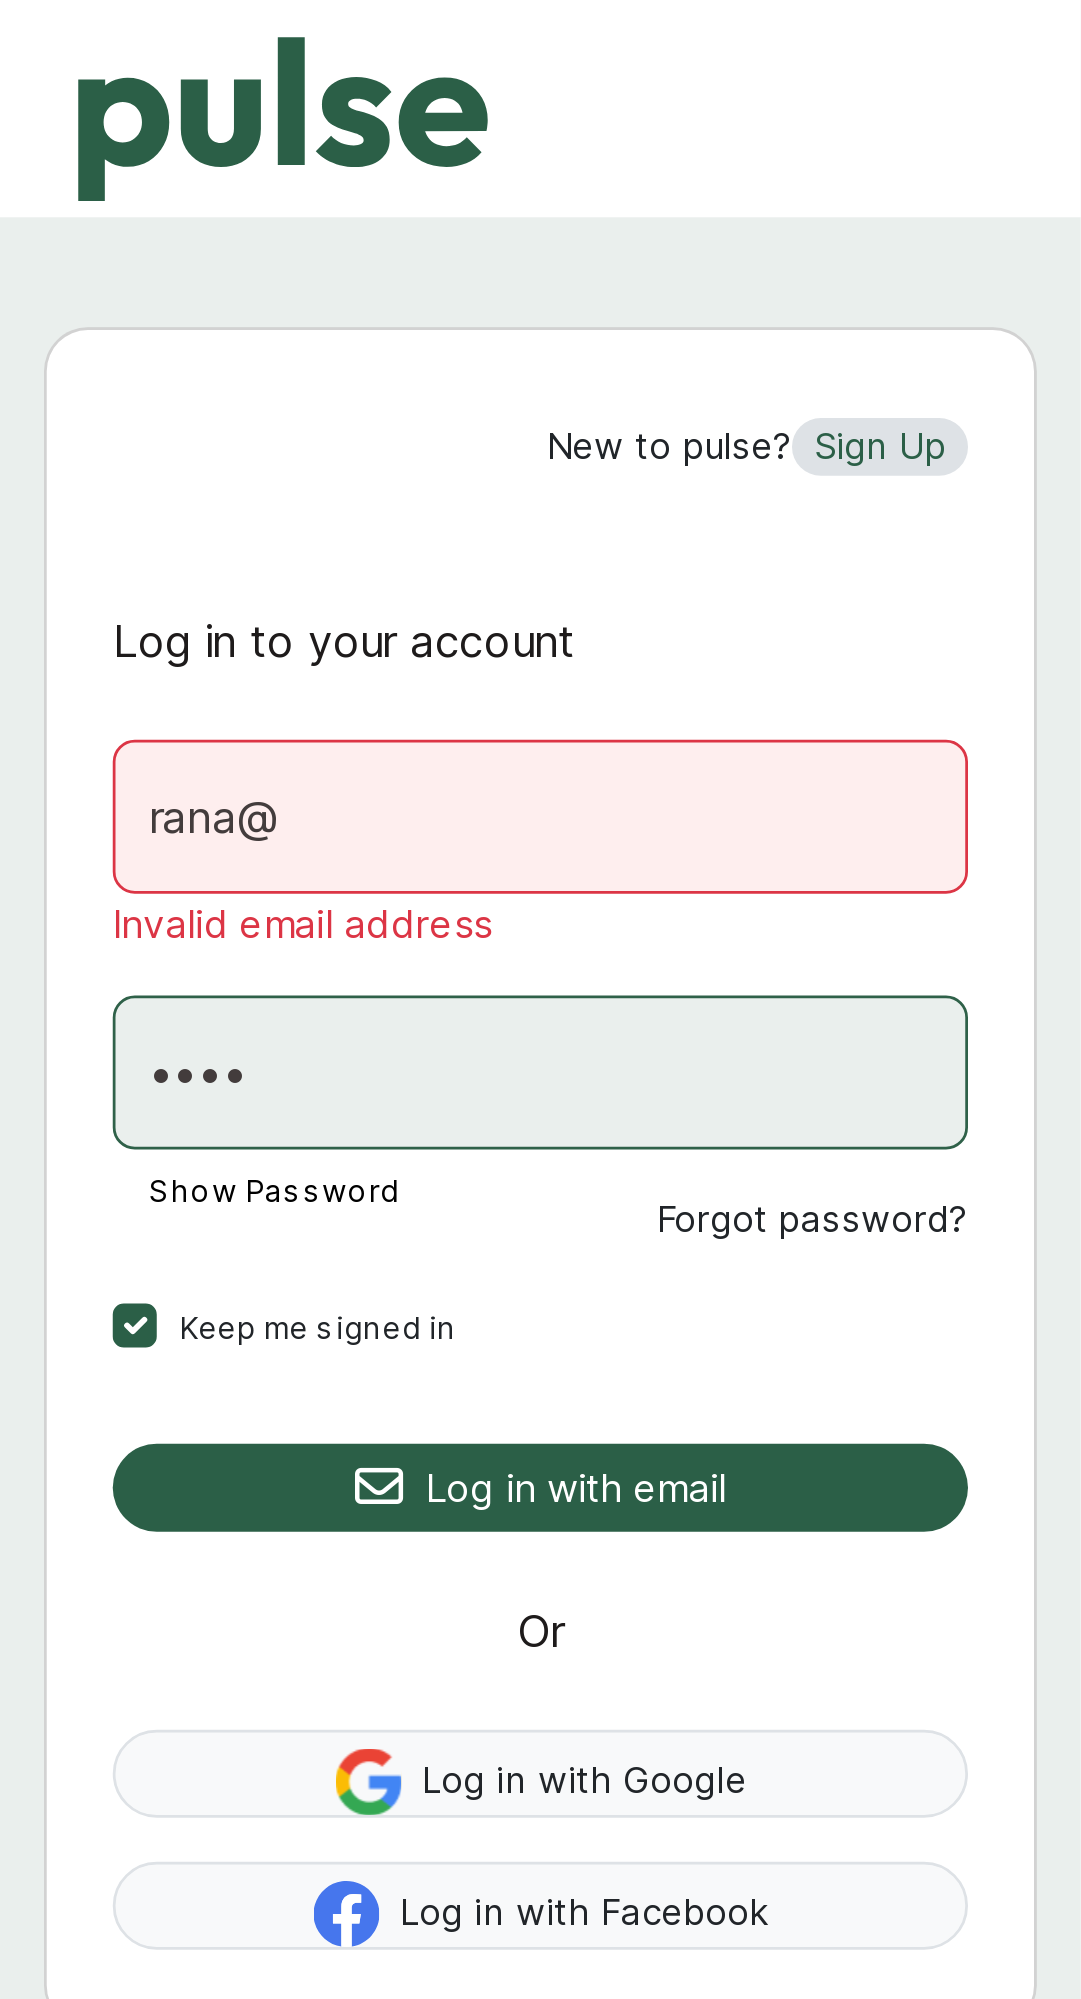 pulse
New to pulse? Sign Up
Log in to your account
rana@
Invalid email address
••••
Show Password
Forgot password?
Keep me signed in
Log in with email
Or
Log in with Google
Log in with Facebook